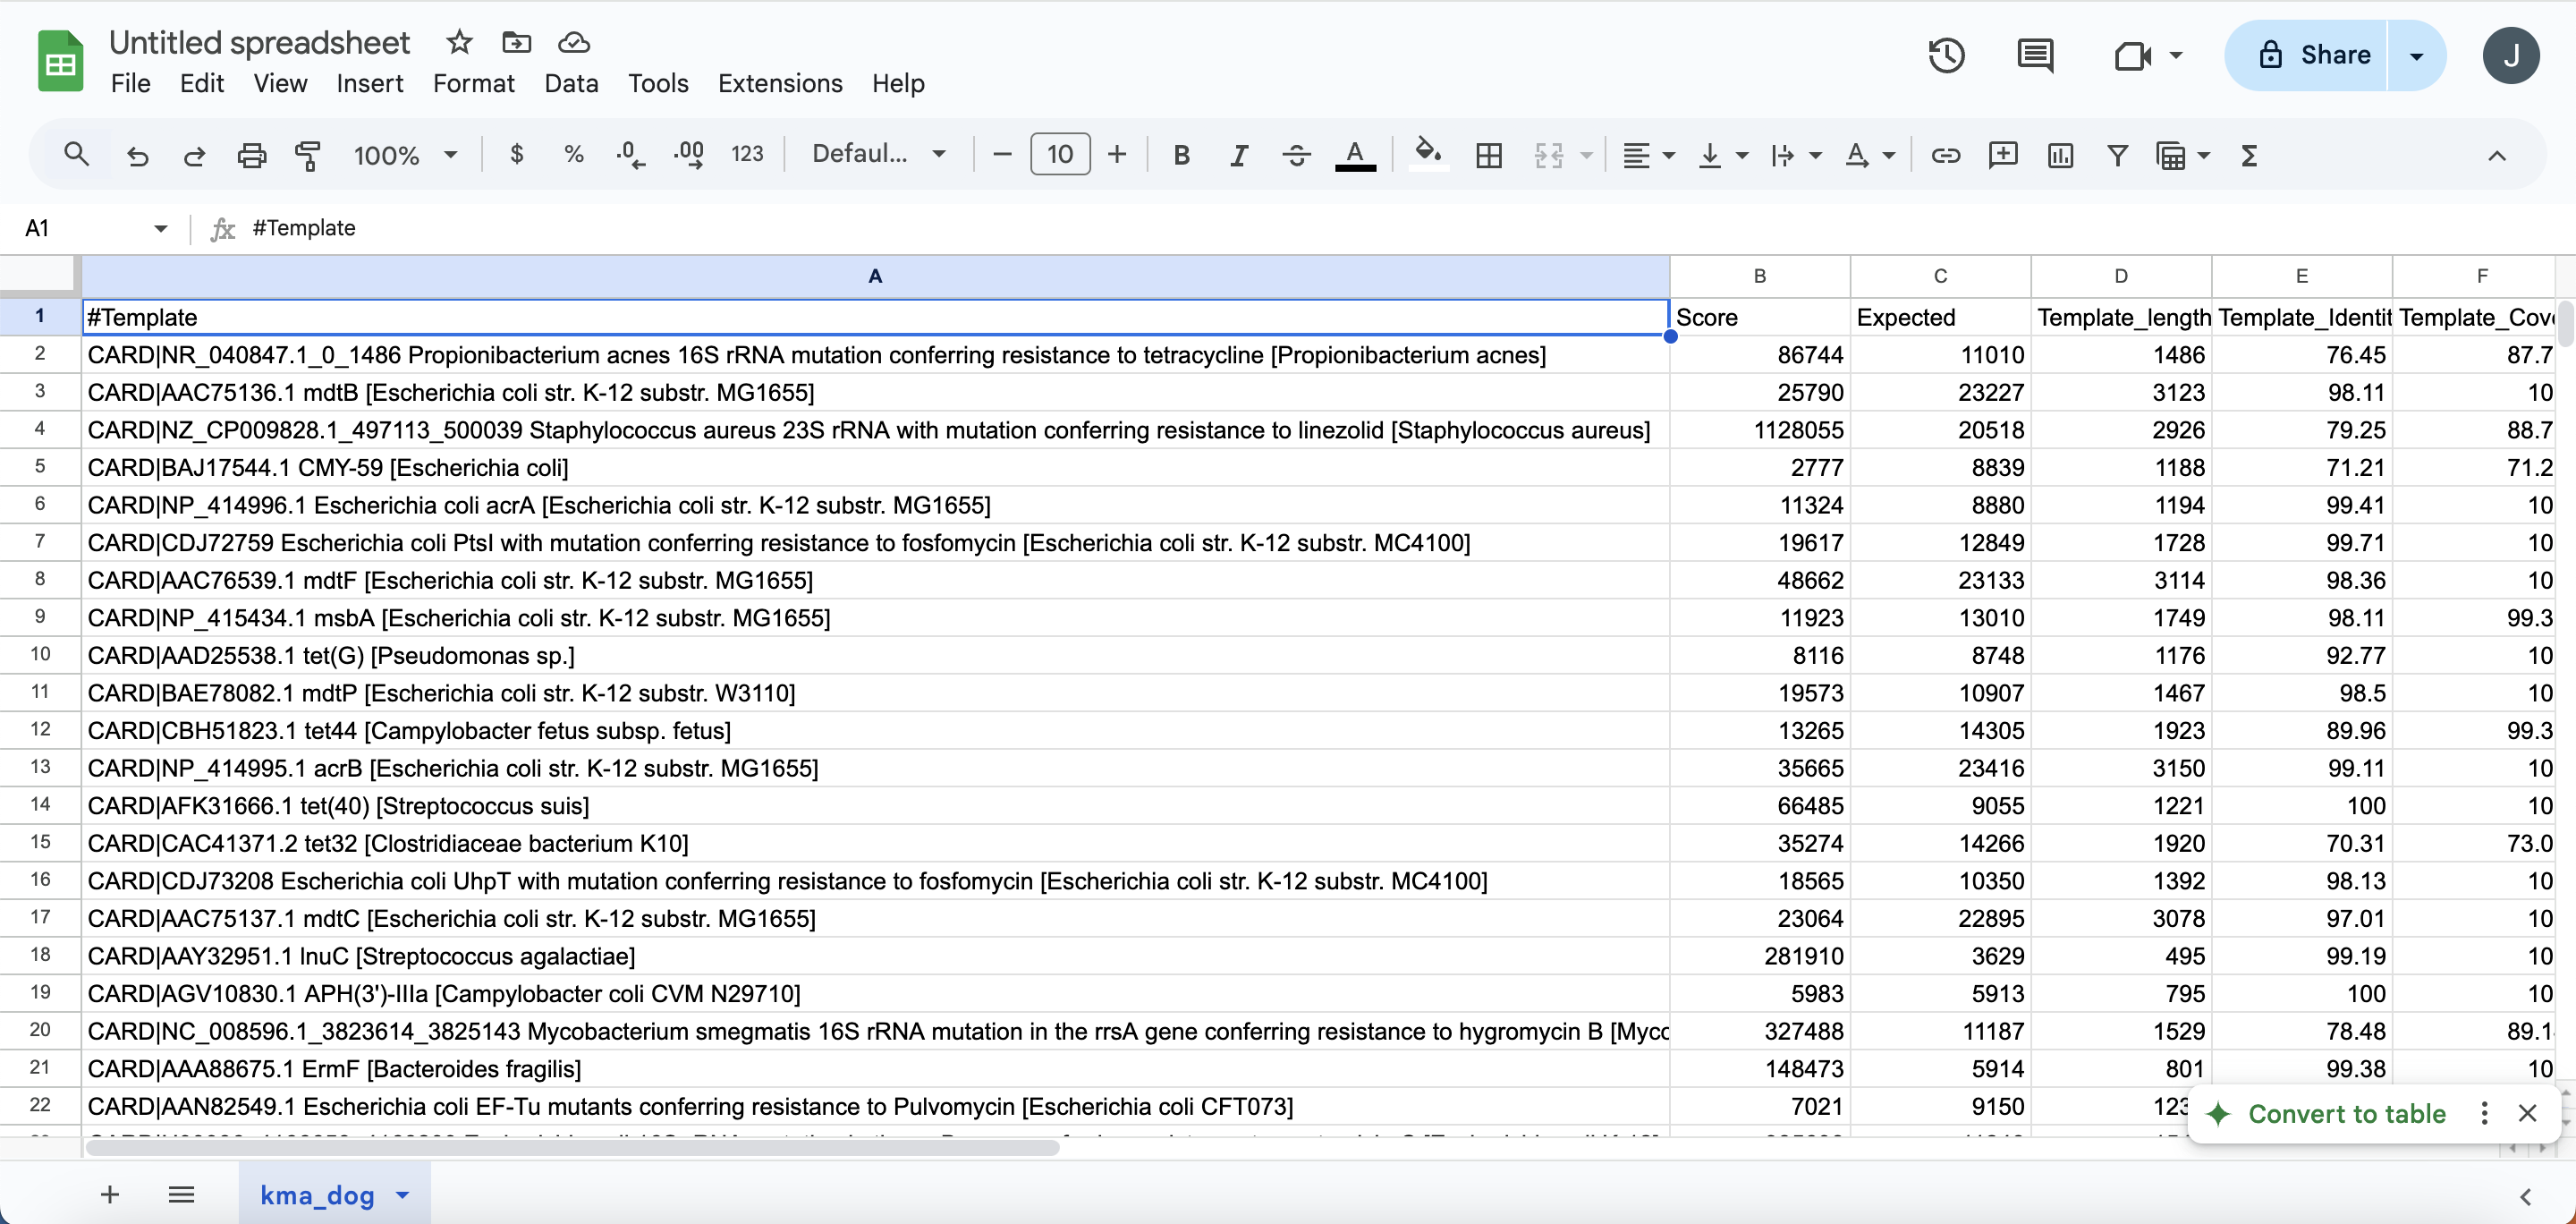 Untitled spreadsheet
File Edit View Insert Format Data Tools Extensions Help
Share
J
100% $ % .0 .00 123 Defaul... 10 B I A
A1 fx #Template
A B C D E F
1 #Template Score Expected Template_length Template_Identit Template_Cov
2 CARD|NR_040847.1_0_1486 Propionibacterium acnes 16S rRNA mutation conferring resistance to tetracycline [Propionibacterium acnes] 86744 11010 1486 76.45 87.7
3 CARD|AAC75136.1 mdtB [Escherichia coli str. K-12 substr. MG1655] 25790 23227 3123 98.11 10
4 CARD|NZ_CP009828.1_497113_500039 Staphylococcus aureus 23S rRNA with mutation conferring resistance to linezolid [Staphylococcus aureus] 1128055 20518 2926 79.25 88.7
5 CARD|BAJ17544.1 CMY-59 [Escherichia coli] 2777 8839 1188 71.21 71.2
6 CARD|NP_414996.1 Escherichia coli acrA [Escherichia coli str. K-12 substr. MG1655] 11324 8880 1194 99.41 10
7 CARD|CDJ72759 Escherichia coli PtsI with mutation conferring resistance to fosfomycin [Escherichia coli str. K-12 substr. MC4100] 19617 12849 1728 99.71 10
8 CARD|AAC76539.1 mdtF [Escherichia coli str. K-12 substr. MG1655] 48662 23133 3114 98.36 10
9 CARD|NP_415434.1 msbA [Escherichia coli str. K-12 substr. MG1655] 11923 13010 1749 98.11 99.3
10 CARD|AAD25538.1 tet(G) [Pseudomonas sp.] 8116 8748 1176 92.77 10
11 CARD|BAE78082.1 mdtP [Escherichia coli str. K-12 substr. W3110] 19573 10907 1467 98.5 10
12 CARD|CBH51823.1 tet44 [Campylobacter fetus subsp. fetus] 13265 14305 1923 89.96 99.3
13 CARD|NP_414995.1 acrB [Escherichia coli str. K-12 substr. MG1655] 35665 23416 3150 99.11 10
14 CARD|AFK31666.1 tet(40) [Streptococcus suis] 66485 9055 1221 100 10
15 CARD|CAC41371.2 tet32 [Clostridiaceae bacterium K10] 35274 14266 1920 70.31 73.0
16 CARD|CDJ73208 Escherichia coli UhpT with mutation conferring resistance to fosfomycin [Escherichia coli str. K-12 substr. MC4100] 18565 10350 1392 98.13 10
17 CARD|AAC75137.1 mdtC [Escherichia coli str. K-12 substr. MG1655] 23064 22895 3078 97.01 10
18 CARD|AAY32951.1 lnuC [Streptococcus agalactiae] 281910 3629 495 99.19 10
19 CARD|AGV10830.1 APH(3')-IIIa [Campylobacter coli CVM N29710] 5983 5913 795 100 10
20 CARD|NC_008596.1_3823614_3825143 Mycobacterium smegmatis 16S rRNA mutation in the rrsA gene conferring resistance to hygromycin B [Myco 327488 11187 1529 78.48 89.1
21 CARD|AAA88675.1 ErmF [Bacteroides fragilis] 148473 5914 801 99.38 10
22 CARD|AAN82549.1 Escherichia coli EF-Tu mutants conferring resistance to Pulvomycin [Escherichia coli CFT073] 7021 9150 123
Convert to table
kma_dog